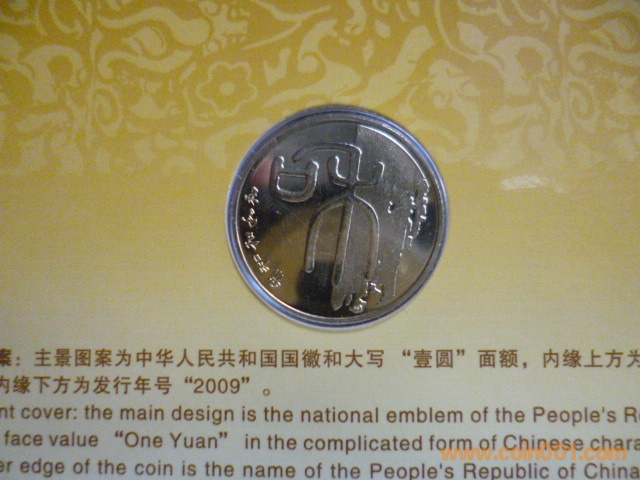 案：主景图案为中华人民共和国国徽和大写“壹圆”面额，内缘上方为
内缘下方为发行年号“2009”。
nt cover: the main design is the national emblem of the People's Re
face value “One Yuan” in the complicated form of Chinese chara
er edge of the coin is the name of the People's Republic of China
www.coin001.com